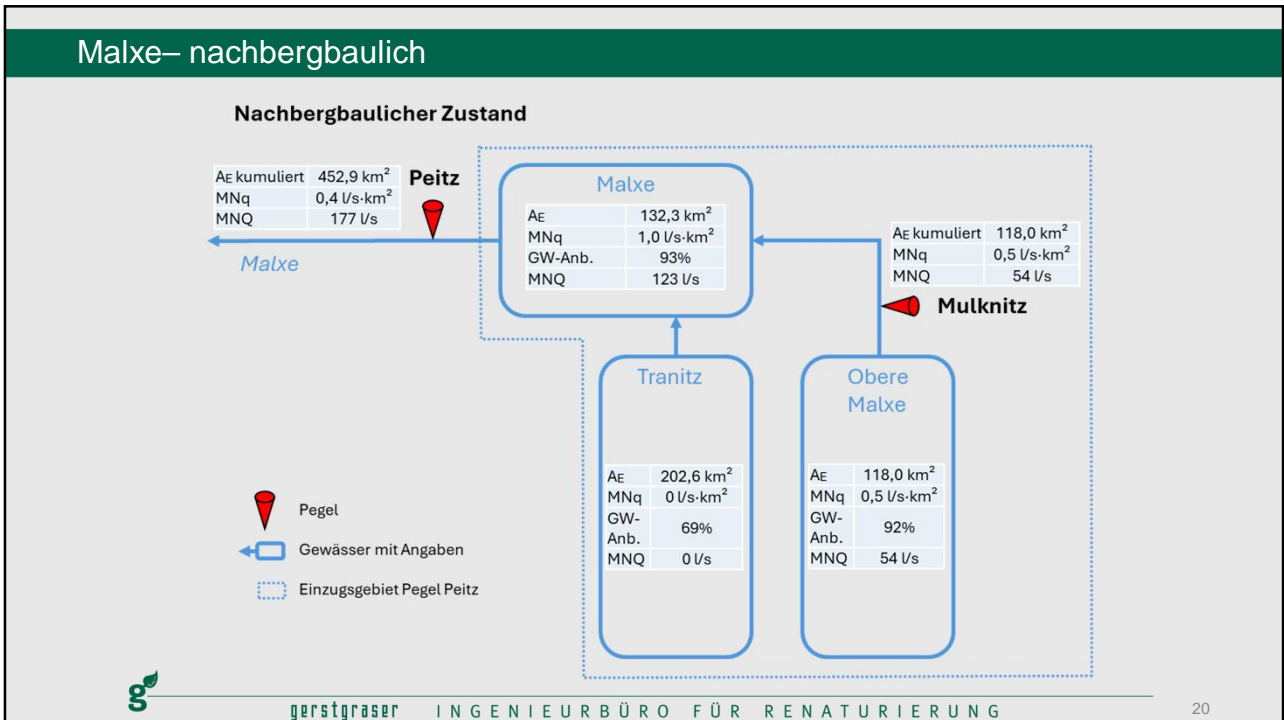 Malxe– nachbergbaulich
Nachbergbaulicher Zustand
AE kumuliert 452,9 km²
MNq 0,4 l/s·km²
MNQ 177 l/s
Peitz
Malxe
Malxe
AE 132,3 km²
MNq 1,0 l/s·km²
GW-Anb. 93%
MNQ 123 l/s
AE kumuliert 118,0 km²
MNq 0,5 l/s·km²
MNQ 54 l/s
Mulknitz
Tranitz
AE 202,6 km²
MNq 0 l/s·km²
GW-
Anb. 69%
MNQ 0 l/s
Obere
Malxe
AE 118,0 km²
MNq 0,5 l/s·km²
GW-
Anb. 92%
MNQ 54 l/s
Pegel
Gewässer mit Angaben
Einzugsgebiet Pegel Peitz
g
gerstgraser INGENIEURBÜRO FÜR RENATURIERUNG
20